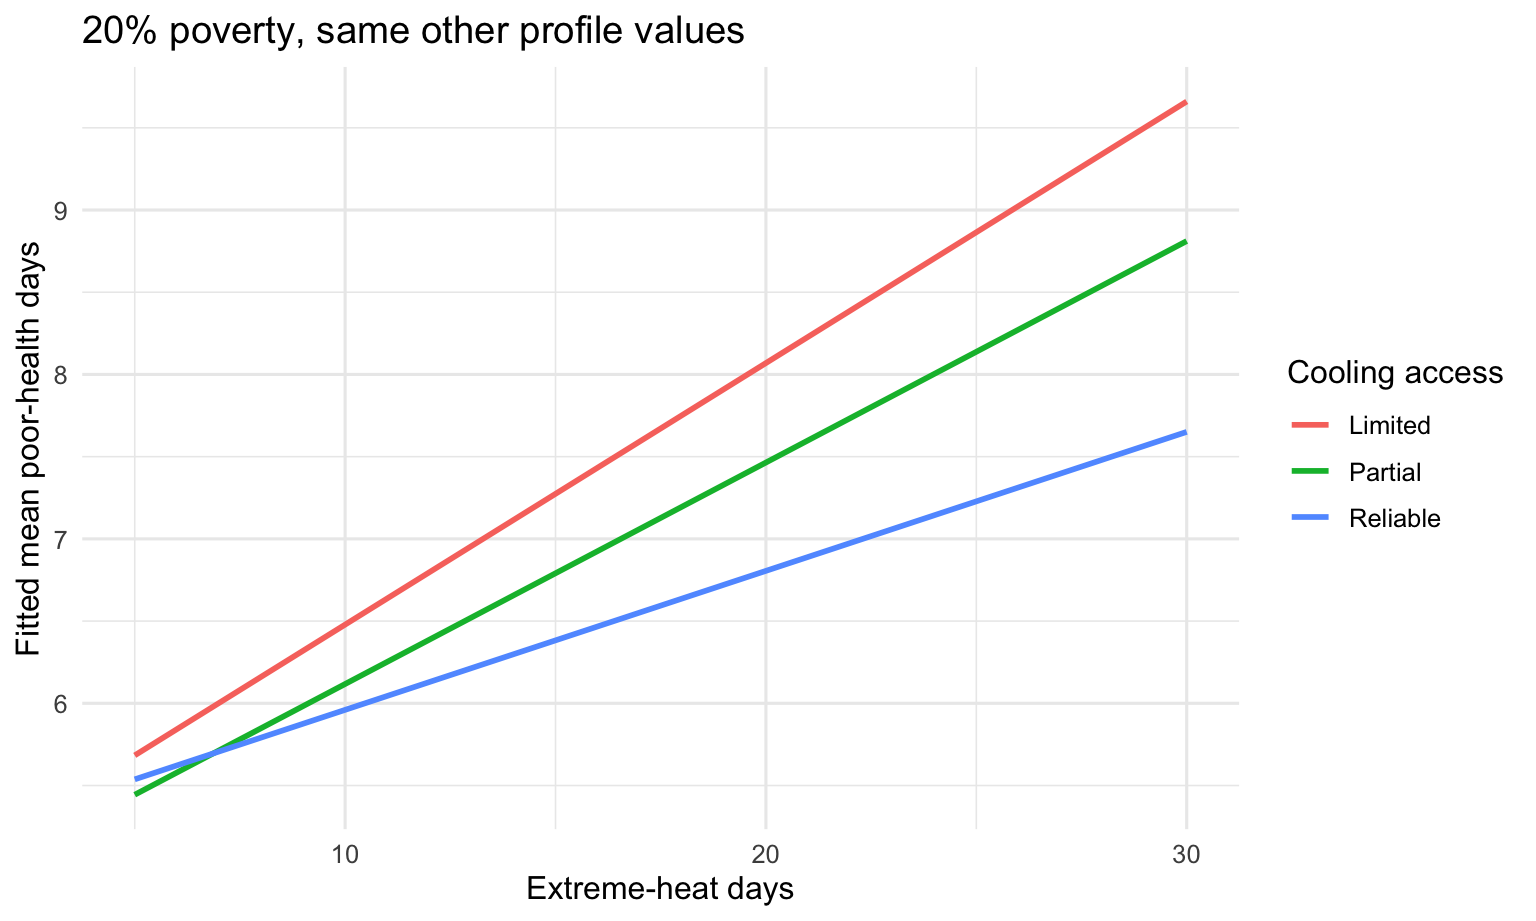 20% poverty, same other profile values
Fitted mean poor-health days
9
8
7
6
10
20
30
Extreme-heat days
Cooling access
Limited
Partial
Reliable